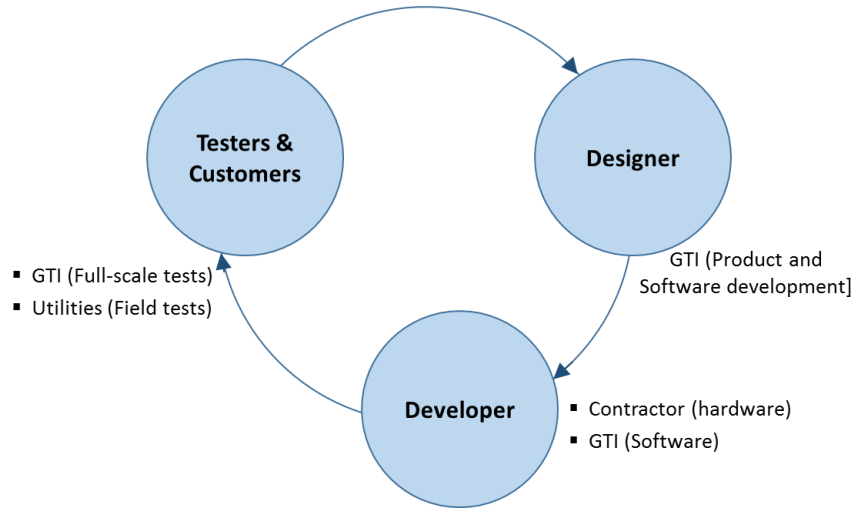 Testers &
Customers
Designer
▪ GTI (Full-scale tests)
▪ Utilities (Field tests)
GTI (Product and
Software development]
Developer
▪ Contractor (hardware)
▪ GTI (Software)